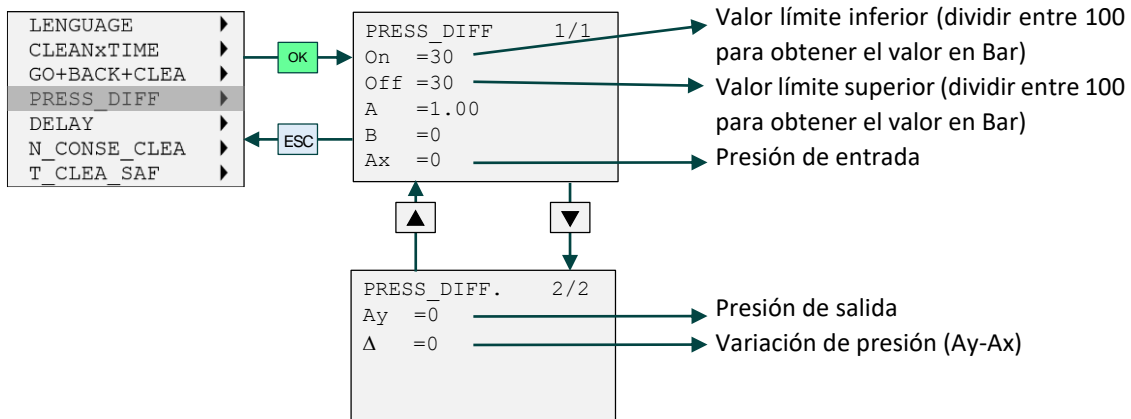 LENGUAGE
CLEANxTIME
GO+BACK+CLEA
PRESS_DIFF
DELAY
N_CONSE_CLEA
T_CLEA_SAF
OK
ESC
PRESS_DIFF 1/1
On =30
Off =30
A =1.00
B =0
Ax =0
Valor límite inferior (dividir entre 100
para obtener el valor en Bar)
Valor límite superior (dividir entre 100
para obtener el valor en Bar)
Presión de entrada
PRESS_DIFF. 2/2
Ay =0
Δ =0
Presión de salida
Variación de presión (Ay-Ax)